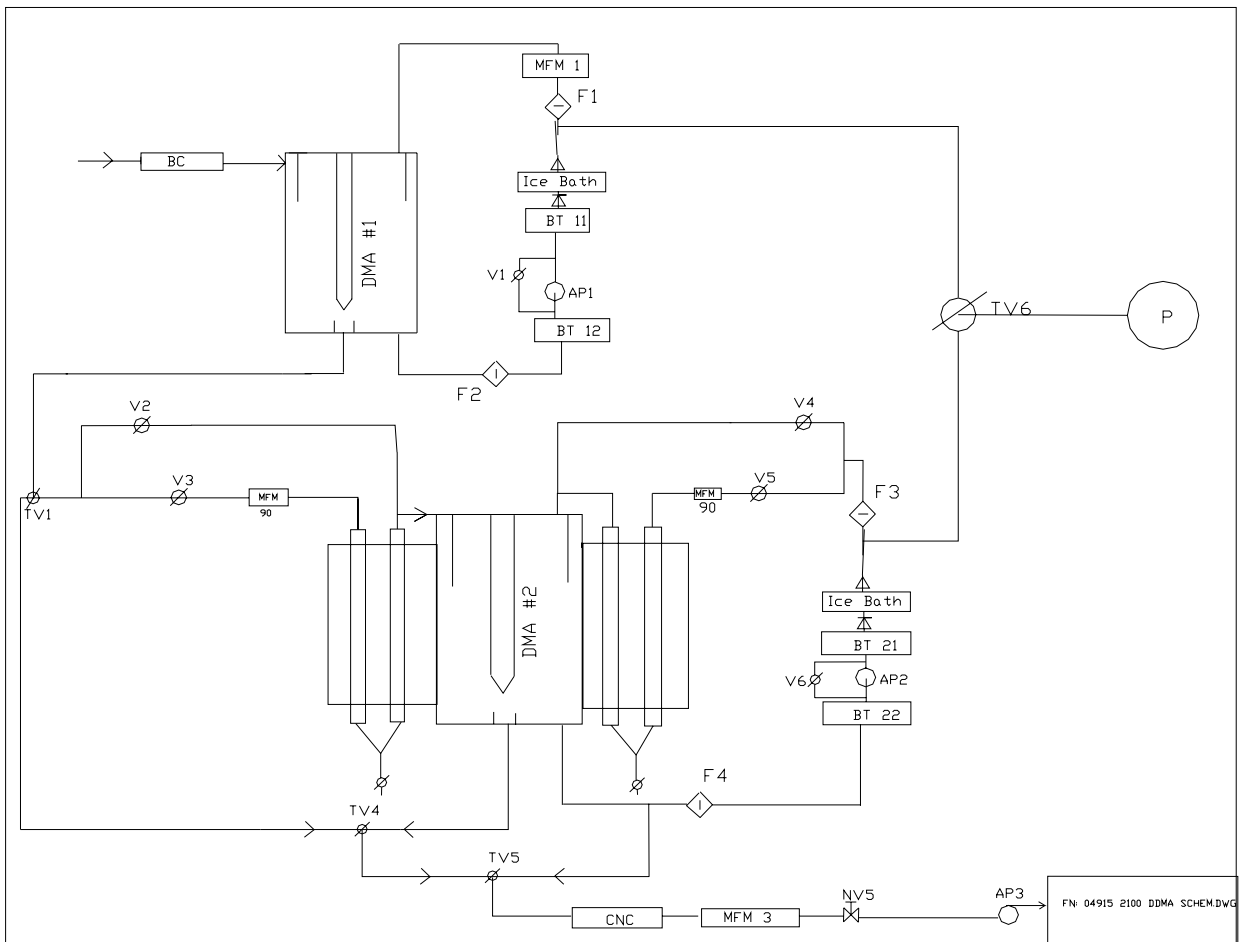 MFM 1
F1
BC
Ice Bath
BT 11
DMA #1
V1
AP1
TV6
P
BT 12
F2
V2
V4
V3
V5
MFM
90
MFM
90
F3
TV1
DMA #2
Ice Bath
BT 21
V6
AP2
BT 22
F4
TV4
TV5
NV5
AP3
FN: 04915 2100 DDMA SCHEM.DWG
CNC
MFM 3